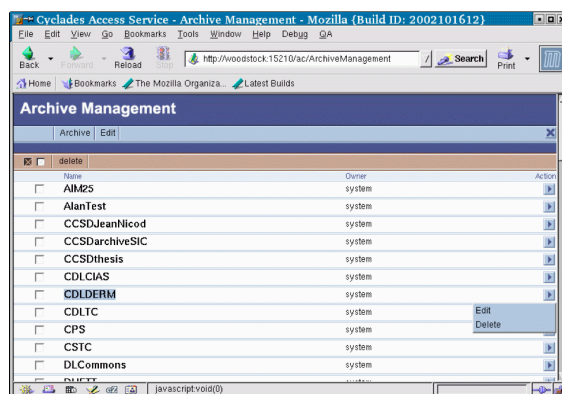 Cyclades Access Service - Archive Management - Mozilla {Build ID: 2002101612}
File Edit View Go Bookmarks Tools Window Help Debug QA
Back Forward Reload Stop http://woodstock:15210/ac/ArchiveManagement Search Print
Home Bookmarks The Mozilla Organiza... Latest Builds
Archive Management
Archive Edit
delete
Name Owner Action
AIM25 system
AlanTest system
CCSDJeanNicod system
CCSDarchiveSIC system
CCSDthesis system
CDLCIAS system
CDLDERM system
CDLTC system Edit
Delete
CPS system
CSTC system
DLCommons system
javascript:void(0)